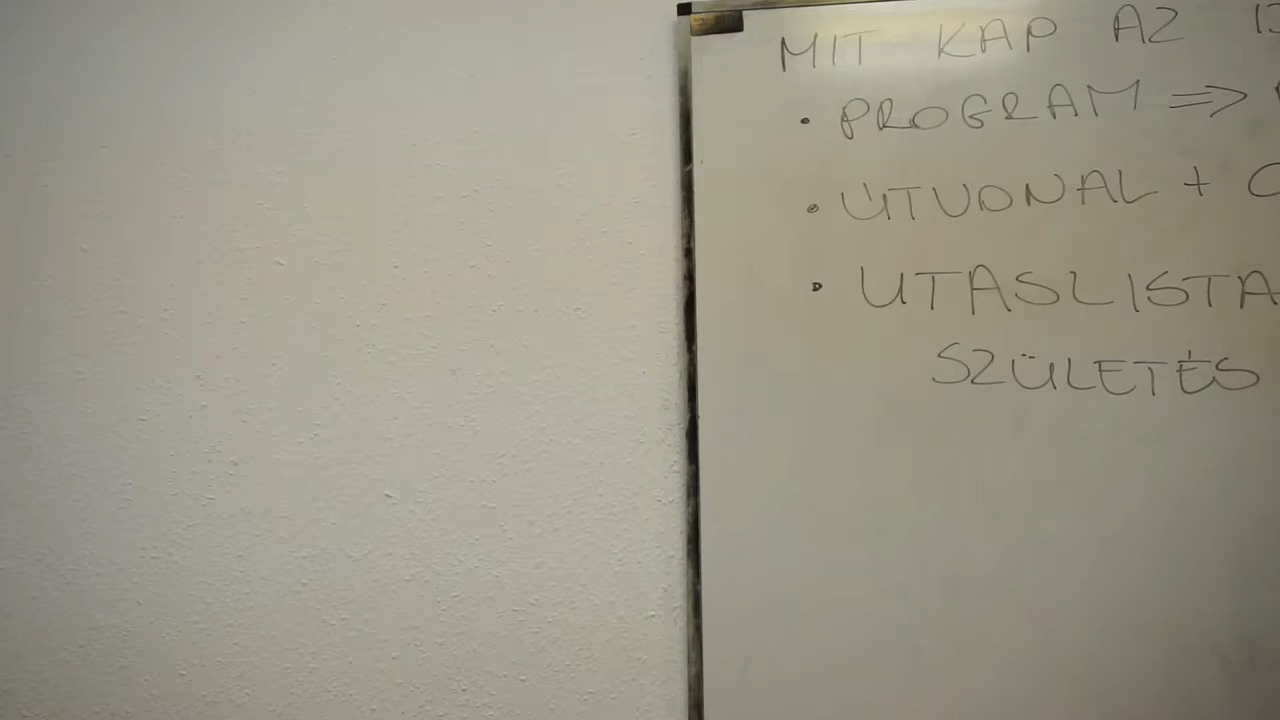 MIT KAP AZ
• PROGRAM =>
• ÚTVONAL +
• UTASLISTA
SZÜLETÉS